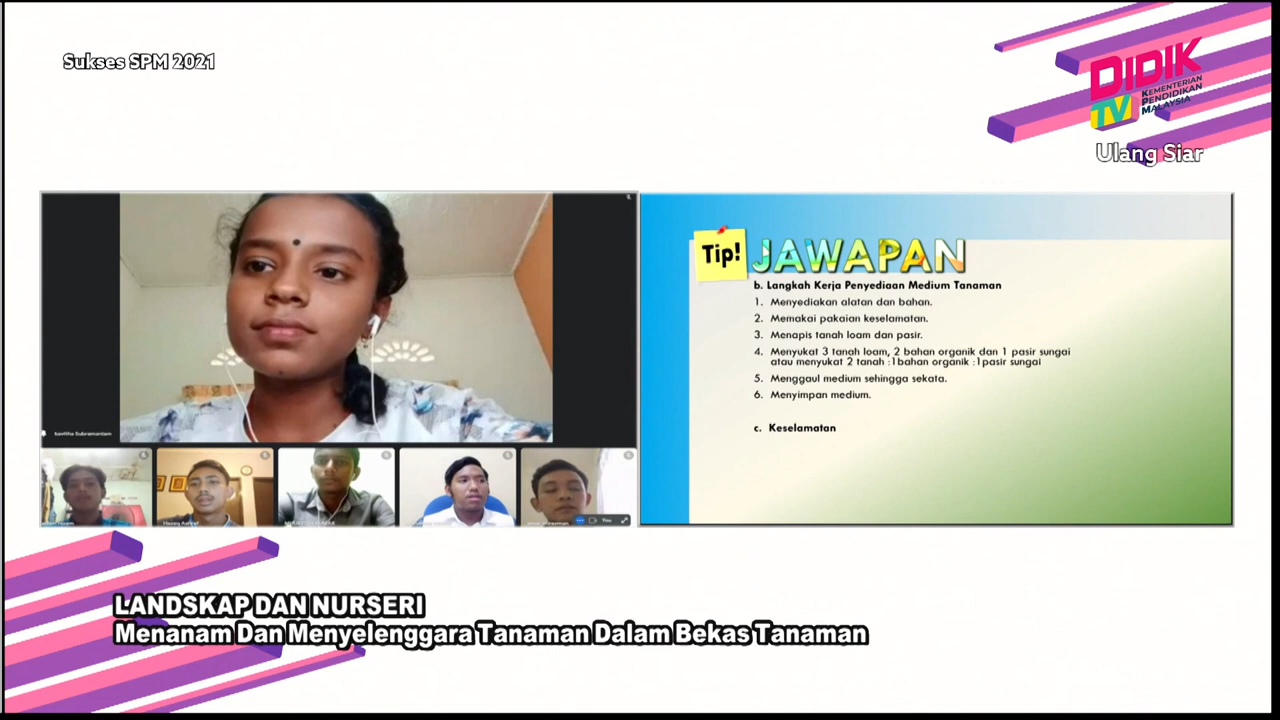 Sukses SPM 2021
DIDIK
TV
KEMENTERIAN
PENDIDIKAN
MALAYSIA
Ulang Siar
Tip!
JAWAPAN
b. Langkah Kerja Penyediaan Medium Tanaman
1. Menyediakan alatan dan bahan.
2. Memakai pakaian keselamatan.
3. Menapis tanah loam dan pasir.
4. Menyukat 3 tanah loam, 2 bahan organik dan 1 pasir sungai
atau menyukat 2 tanah :1bahan organik :1pasir sungai
5. Menggaul medium sehingga sekata.
6. Menyimpan medium.
c. Keselamatan
kavitha Subramaniam
You
LANDSKAP DAN NURSERI
Menanam Dan Menyelenggara Tanaman Dalam Bekas Tanaman